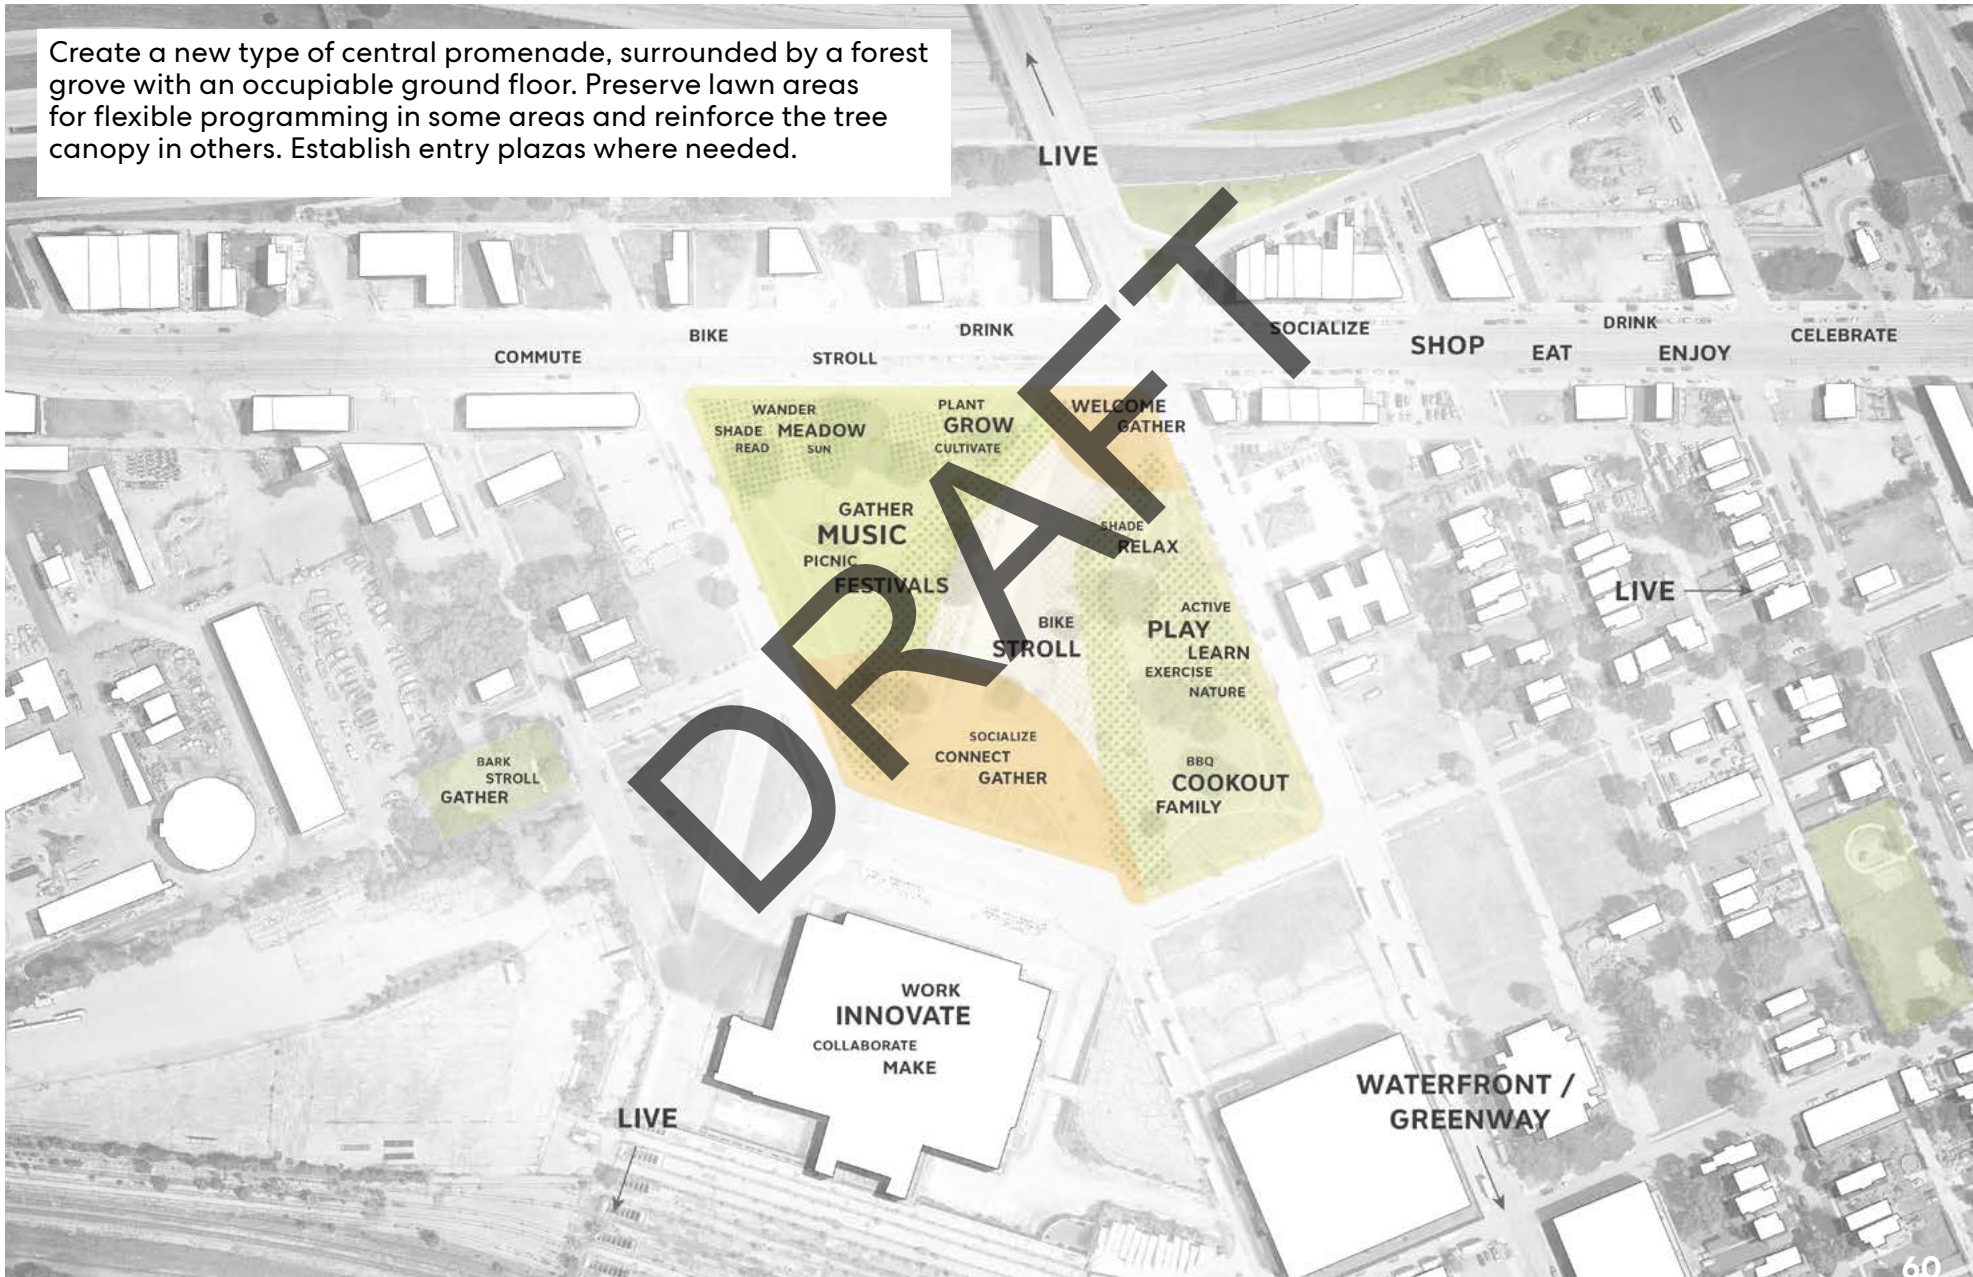 Create a new type of central promenade, surrounded by a forest
grove with an occupiable ground floor. Preserve lawn areas
for flexible programming in some areas and reinforce the tree
canopy in others. Establish entry plazas where needed.
LIVE
COMMUTE
BIKE
STROLL
DRINK
SOCIALIZE
SHOP
EAT
DRINK
ENJOY
CELEBRATE
WANDER
SHADE MEADOW
READ SUN
PLANT
GROW
CULTIVATE
WELCOME
GATHER
GATHER
MUSIC
PICNIC
FESTIVALS
SHADE
RELAX
BIKE
STROLL
ACTIVE
PLAY
LEARN
EXERCISE
NATURE
LIVE
SOCIALIZE
CONNECT
GATHER
BBQ
COOKOUT
FAMILY
BARK
STROLL
GATHER
WORK
INNOVATE
COLLABORATE
MAKE
LIVE
WATERFRONT /
GREENWAY
DRAFT
60